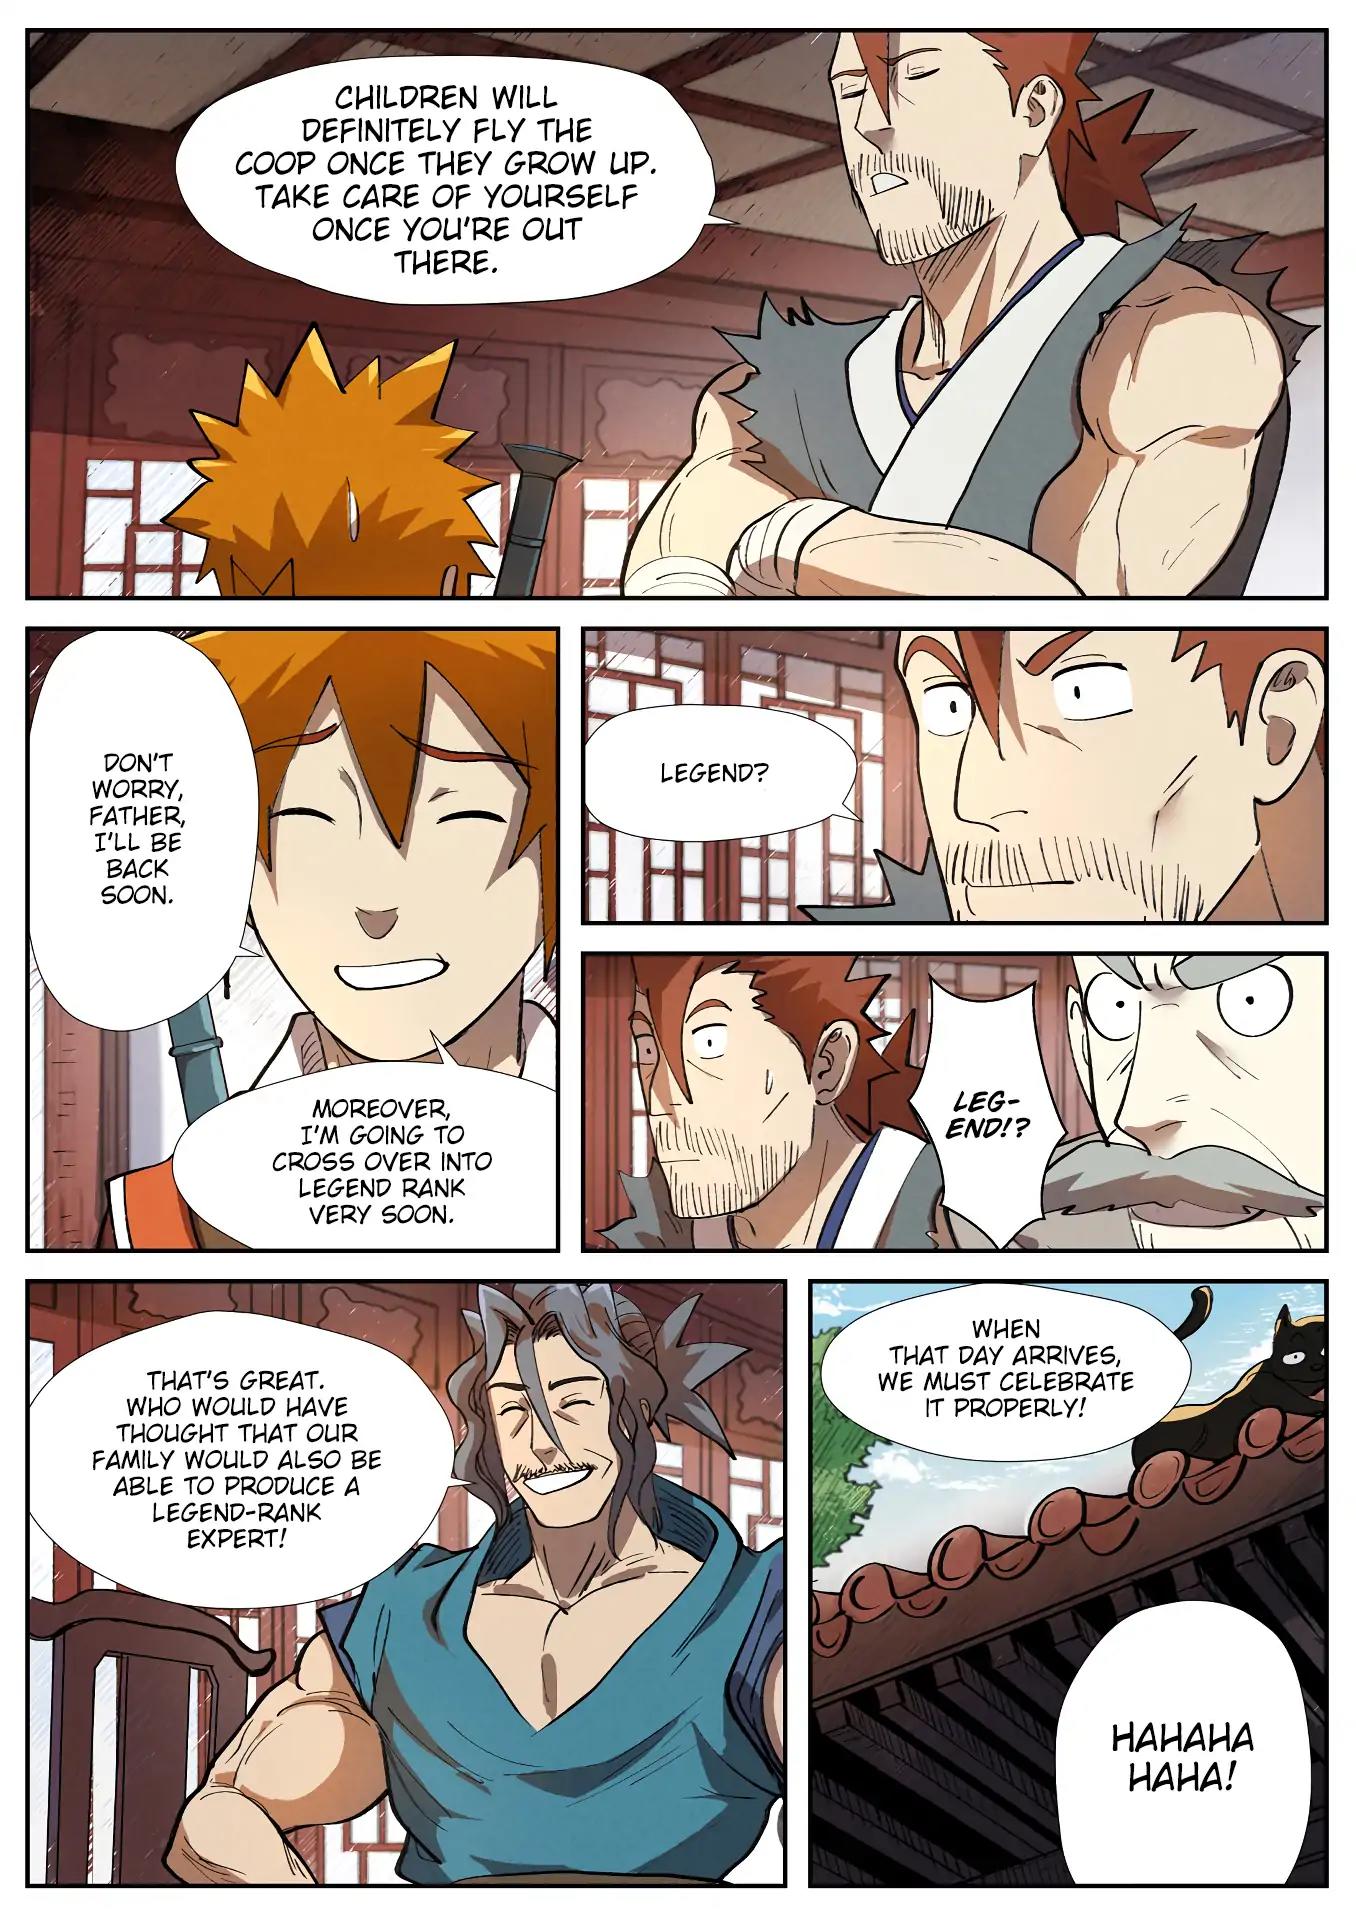 CHILDREN WILL
DEFINITELY FLY THE
COOP ONCE THEY GROW UP.
TAKE CARE OF YOURSELF
ONCE YOU'RE OUT
THERE.
DON'T
WORRY,
FATHER,
I'LL BE
BACK
SOON.
MOREOVER,
I'M GOING TO
CROSS OVER INTO
LEGEND RANK
VERY SOON.
LEGEND?
LEG-
END!?
THAT'S GREAT.
WHO WOULD HAVE
THOUGHT THAT OUR
FAMILY WOULD ALSO BE
ABLE TO PRODUCE A
LEGEND-RANK
EXPERT!
WHEN
THAT DAY ARRIVES,
WE MUST CELEBRATE
IT PROPERLY!
HAHAHA
HAHA!